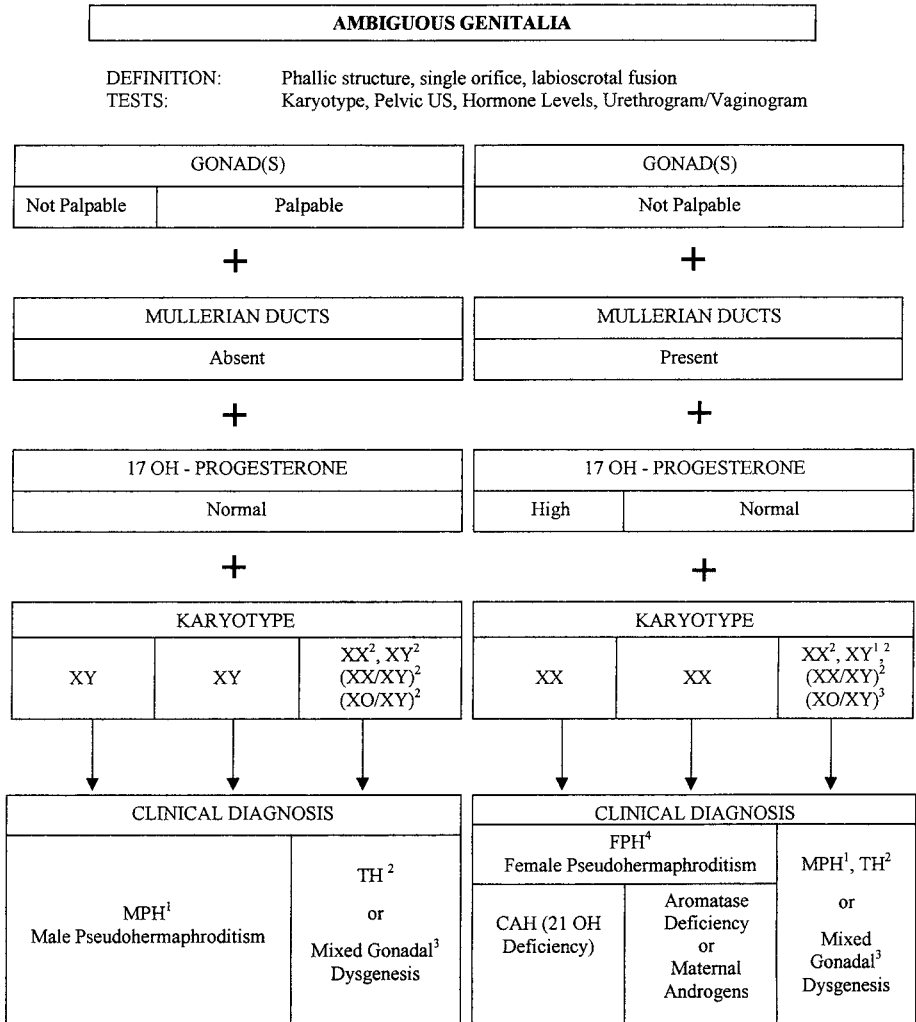 AMBIGUOUS GENITALIA
DEFINITION: Phallic structure, single orifice, labioscrotal fusion
TESTS: Karyotype, Pelvic US, Hormone Levels, Urethrogram/Vaginogram
GONAD(S)
Not Palpable Palpable
+
MULLERIAN DUCTS
Absent
+
17 OH - PROGESTERONE
Normal
+
KARYOTYPE
XY
XY
XX², XY²
(XX/XY)²
(XO/XY)²
CLINICAL DIAGNOSIS
MPH¹
Male Pseudohermaphroditism
TH ²
or
Mixed Gonadal³
Dysgenesis
GONAD(S)
Not Palpable
+
MULLERIAN DUCTS
Present
+
17 OH - PROGESTERONE
High Normal
+
KARYOTYPE
XX
XX
XX², XY¹,²
(XX/XY)²
(XO/XY)³
CLINICAL DIAGNOSIS
FPH⁴
Female Pseudohermaphroditism
CAH (21 OH
Deficiency)
Aromatase
Deficiency
or
Maternal
Androgens
MPH¹, TH²
or
Mixed
Gonadal³
Dysgenesis